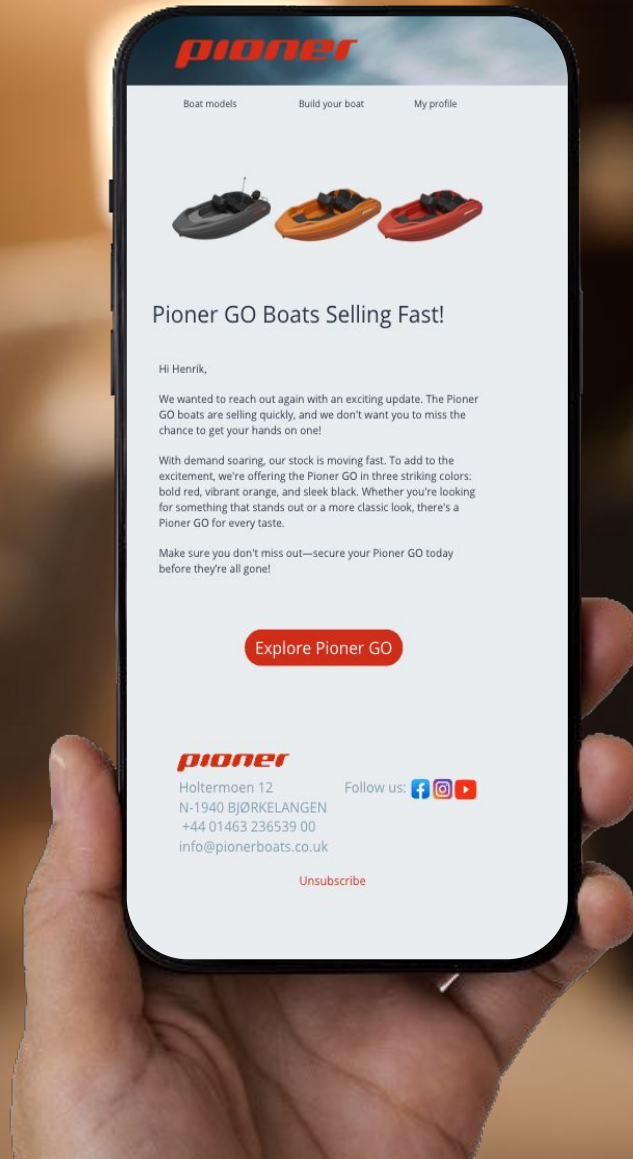 pioner
Boat models Build your boat My profile
Pioner GO Boats Selling Fast!
Hi Henrik,
We wanted to reach out again with an exciting update. The Pioner
GO boats are selling quickly, and we don't want you to miss the
chance to get your hands on one!
With demand soaring, our stock is moving fast. To add to the
excitement, we're offering the Pioner GO in three striking colors:
bold red, vibrant orange, and sleek black. Whether you're looking
for something that stands out or a more classic look, there's a
Pioner GO for every taste.
Make sure you don't miss out—secure your Pioner GO today
before they're all gone!
Explore Pioner GO
pioner
Holtermoen 12 Follow us:
N-1940 BJØRKELANGEN
+44 01463 236539 00
info@pionerboats.co.uk
Unsubscribe